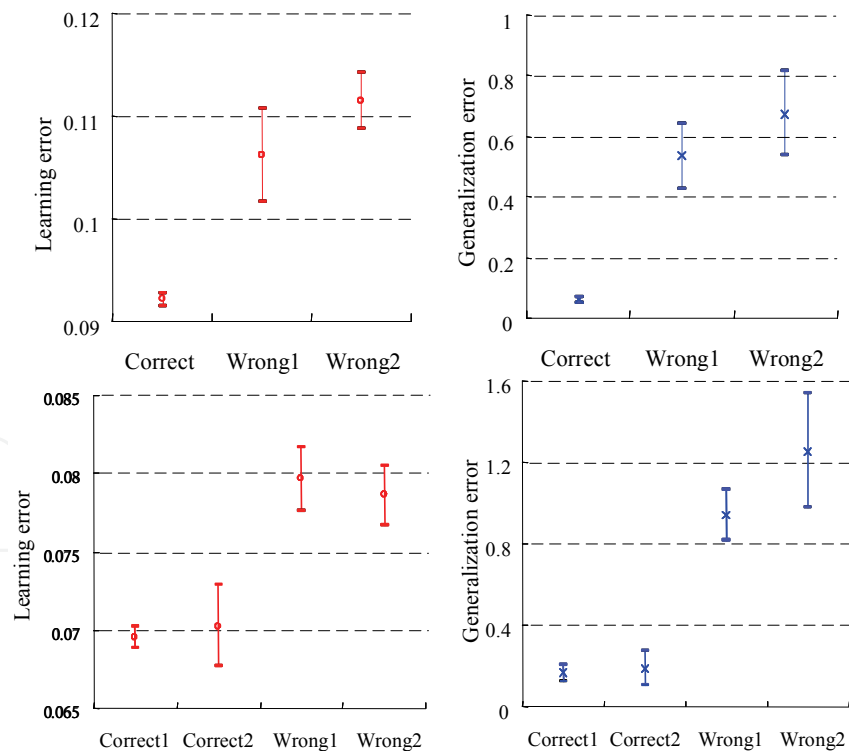 0.12
0.11
0.1
0.09
Learning error
Correct Wrong1 Wrong2
1
0.8
0.6
0.4
0.2
0
Generalization error
Correct Wrong1 Wrong2
0.085
0.08
0.075
0.07
0.065
Learning error
Correct1 Correct2 Wrong1 Wrong2
1.6
1.2
0.8
0.4
0
Generalization error
Correct1 Correct2 Wrong1 Wrong2